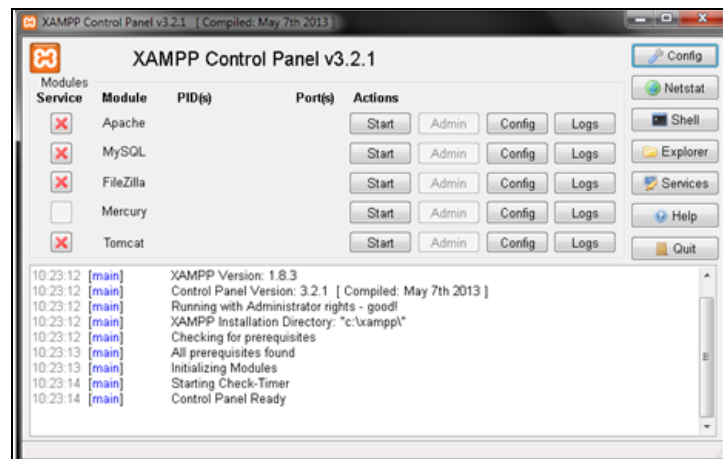 XAMPP Control Panel v3.2.1 [ Compiled: May 7th 2013 ]
XAMPP Control Panel v3.2.1
Config
Modules
Service Module PID(s) Port(s) Actions
Netstat
Apache Start Admin Config Logs
Shell
MySQL Start Admin Config Logs
Explorer
FileZilla Start Admin Config Logs
Services
Mercury Start Admin Config Logs
Help
Tomcat Start Admin Config Logs
Quit
10:23:12 [main] XAMPP Version: 1.8.3
10:23:12 [main] Control Panel Version: 3.2.1 [ Compiled: May 7th 2013 ]
10:23:12 [main] Running with Administrator rights - good!
10:23:12 [main] XAMPP Installation Directory: "c:\xampp\"
10:23:12 [main] Checking for prerequisites
10:23:13 [main] All prerequisites found
10:23:13 [main] Initializing Modules
10:23:14 [main] Starting Check-Timer
10:23:14 [main] Control Panel Ready